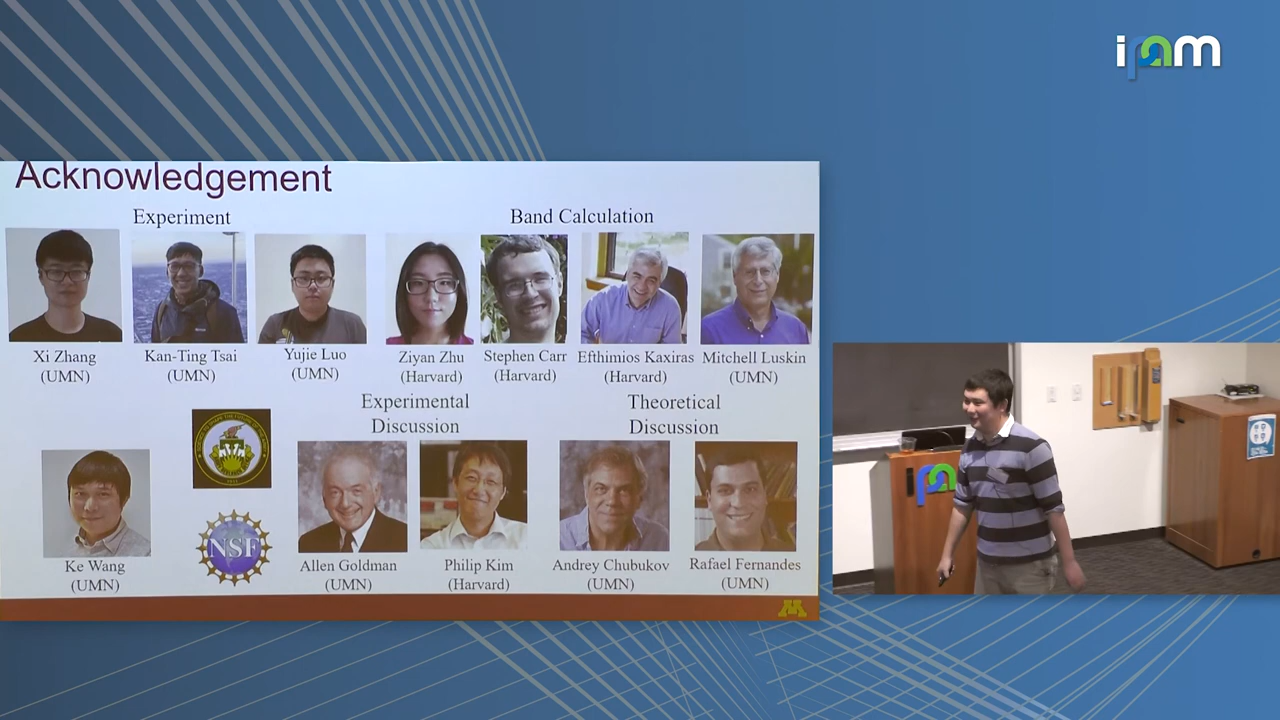 ipam
Acknowledgement
Experiment
Band Calculation
Xi Zhang
(UMN)
Kan-Ting Tsai
(UMN)
Yujie Luo
(UMN)
Ziyan Zhu
(Harvard)
Stephen Carr
(Harvard)
Efthimios Kaxiras
(Harvard)
Mitchell Luskin
(UMN)
Experimental
Discussion
Theoretical
Discussion
NSF
Ke Wang
(UMN)
Allen Goldman
(UMN)
Philip Kim
(Harvard)
Andrey Chubukov
(UMN)
Rafael Fernandes
(UMN)
M